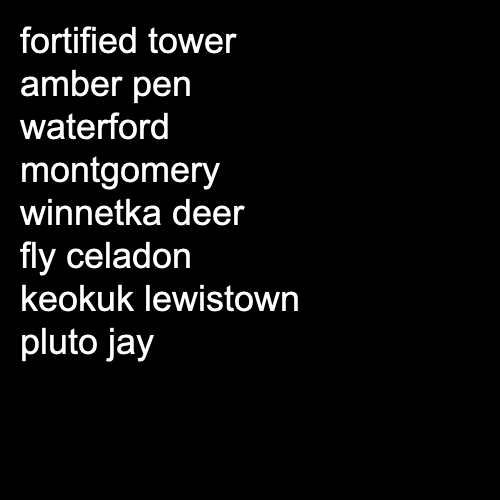 fortified tower
amber pen
waterford
montgomery
winnetka deer
fly celadon
keokuk lewistown
pluto jay